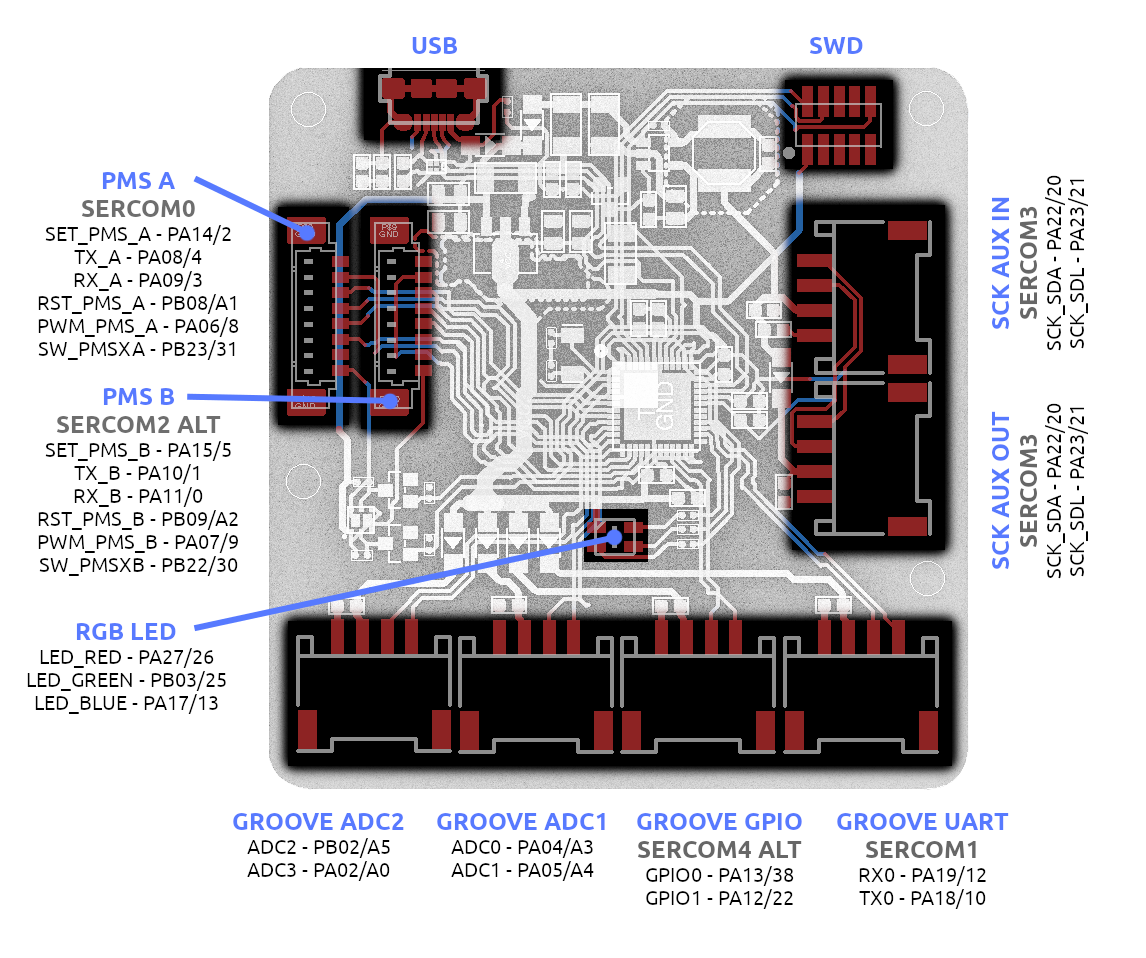 USB
SWD
PMS A
SERCOM0
SET_PMS_A - PA14/2
TX_A - PA08/4
RX_A - PA09/3
RST_PMS_A - PB08/A1
PWM_PMS_A - PA06/8
SW_PMSXA - PB23/31
PMS B
SERCOM2 ALT
SET_PMS_B - PA15/5
TX_B - PA10/1
RX_B - PA11/0
RST_PMS_B - PB09/A2
PWM_PMS_B - PA07/9
SW_PMSXB - PB22/30
RGB LED
LED_RED - PA27/26
LED_GREEN - PB03/25
LED_BLUE - PA17/13
GND
GND
GND
GND
SCK AUX IN
SERCOM3
SCK_SDA - PA22/20
SCK_SDL - PA23/21
SCK AUX OUT
SERCOM3
SCK_SDA - PA22/20
SCK_SDL - PA23/21
GROOVE ADC2
ADC2 - PB02/A5
ADC3 - PA02/A0
GROOVE ADC1
ADC0 - PA04/A3
ADC1 - PA05/A4
GROOVE GPIO
SERCOM4 ALT
GPIO0 - PA13/38
GPIO1 - PA12/22
GROOVE UART
SERCOM1
RX0 - PA19/12
TX0 - PA18/10